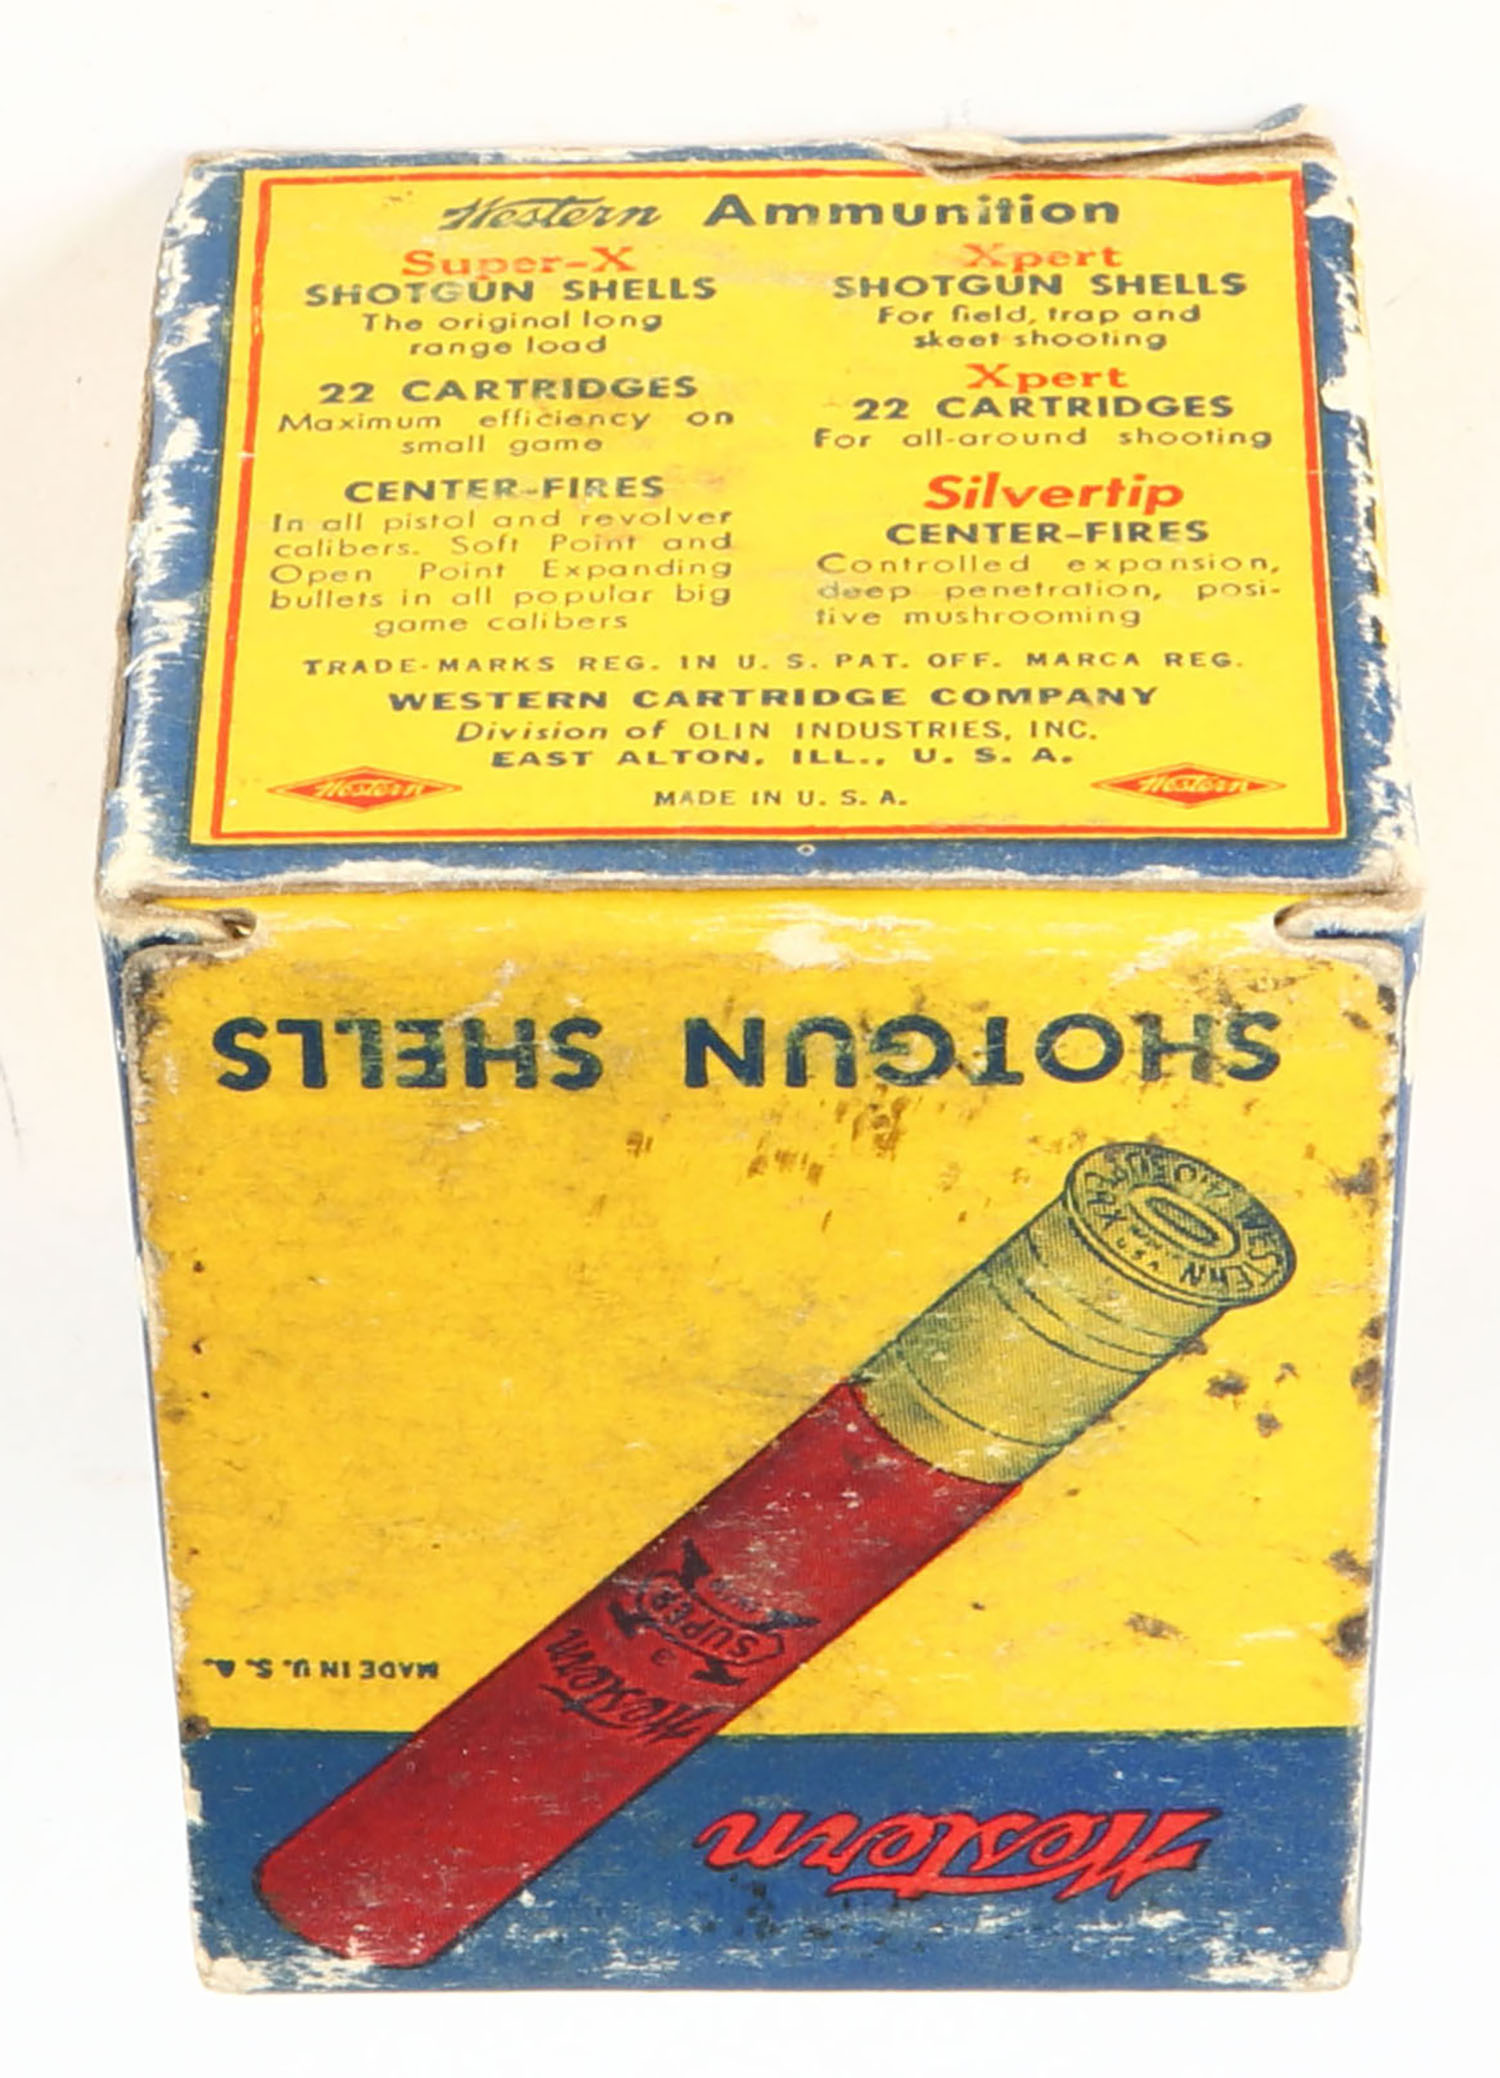 Western Ammunition
Super-X
SHOTGUN SHELLS
The original long
range load
22 CARTRIDGES
Maximum efficiency on
small game
CENTER-FIRES
In all pistol and revolver
calibers. Soft Point and
Open Point Expanding
bullets in all popular big
game calibers
Xpert
SHOTGUN SHELLS
For field, trap and
skeet shooting
Xpert
22 CARTRIDGES
For all-around shooting
Silvertip
CENTER-FIRES
Controlled expansion,
deep penetration, posi-
tive mushrooming
TRADE-MARKS REG. IN U. S. PAT. OFF. MARCA REG.
WESTERN CARTRIDGE COMPANY
Division of OLIN INDUSTRIES, INC.
EAST ALTON, ILL., U. S. A.
Western
Western
MADE IN U. S. A.
SHOTGUN SHELLS
WESTERN
Western
3
SUPER
MADE IN U. S. A.
Western